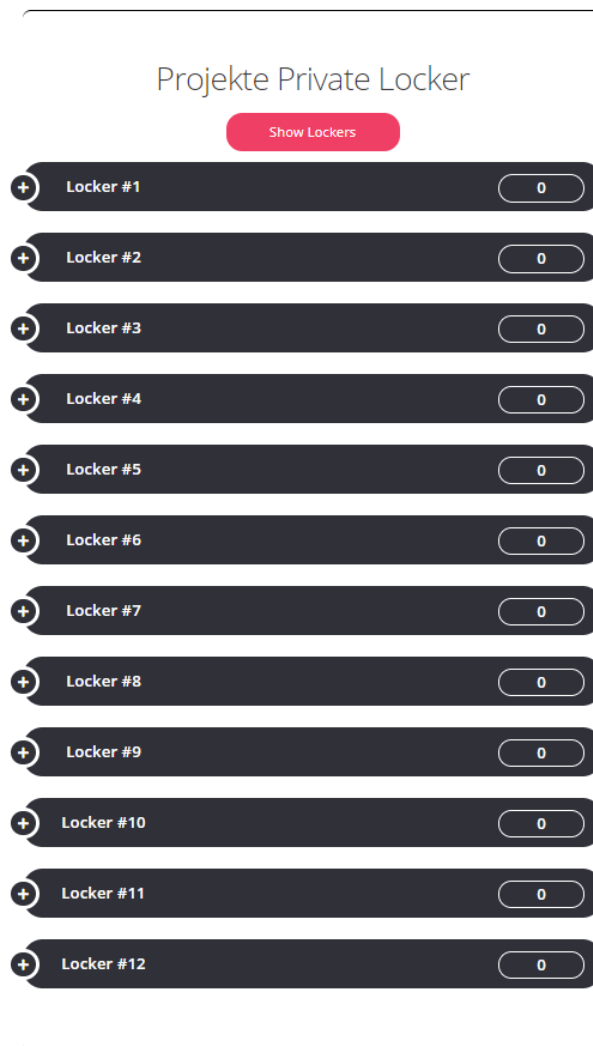 Projekte Private Locker
Show Lockers
Locker #1 0
Locker #2 0
Locker #3 0
Locker #4 0
Locker #5 0
Locker #6 0
Locker #7 0
Locker #8 0
Locker #9 0
Locker #10 0
Locker #11 0
Locker #12 0